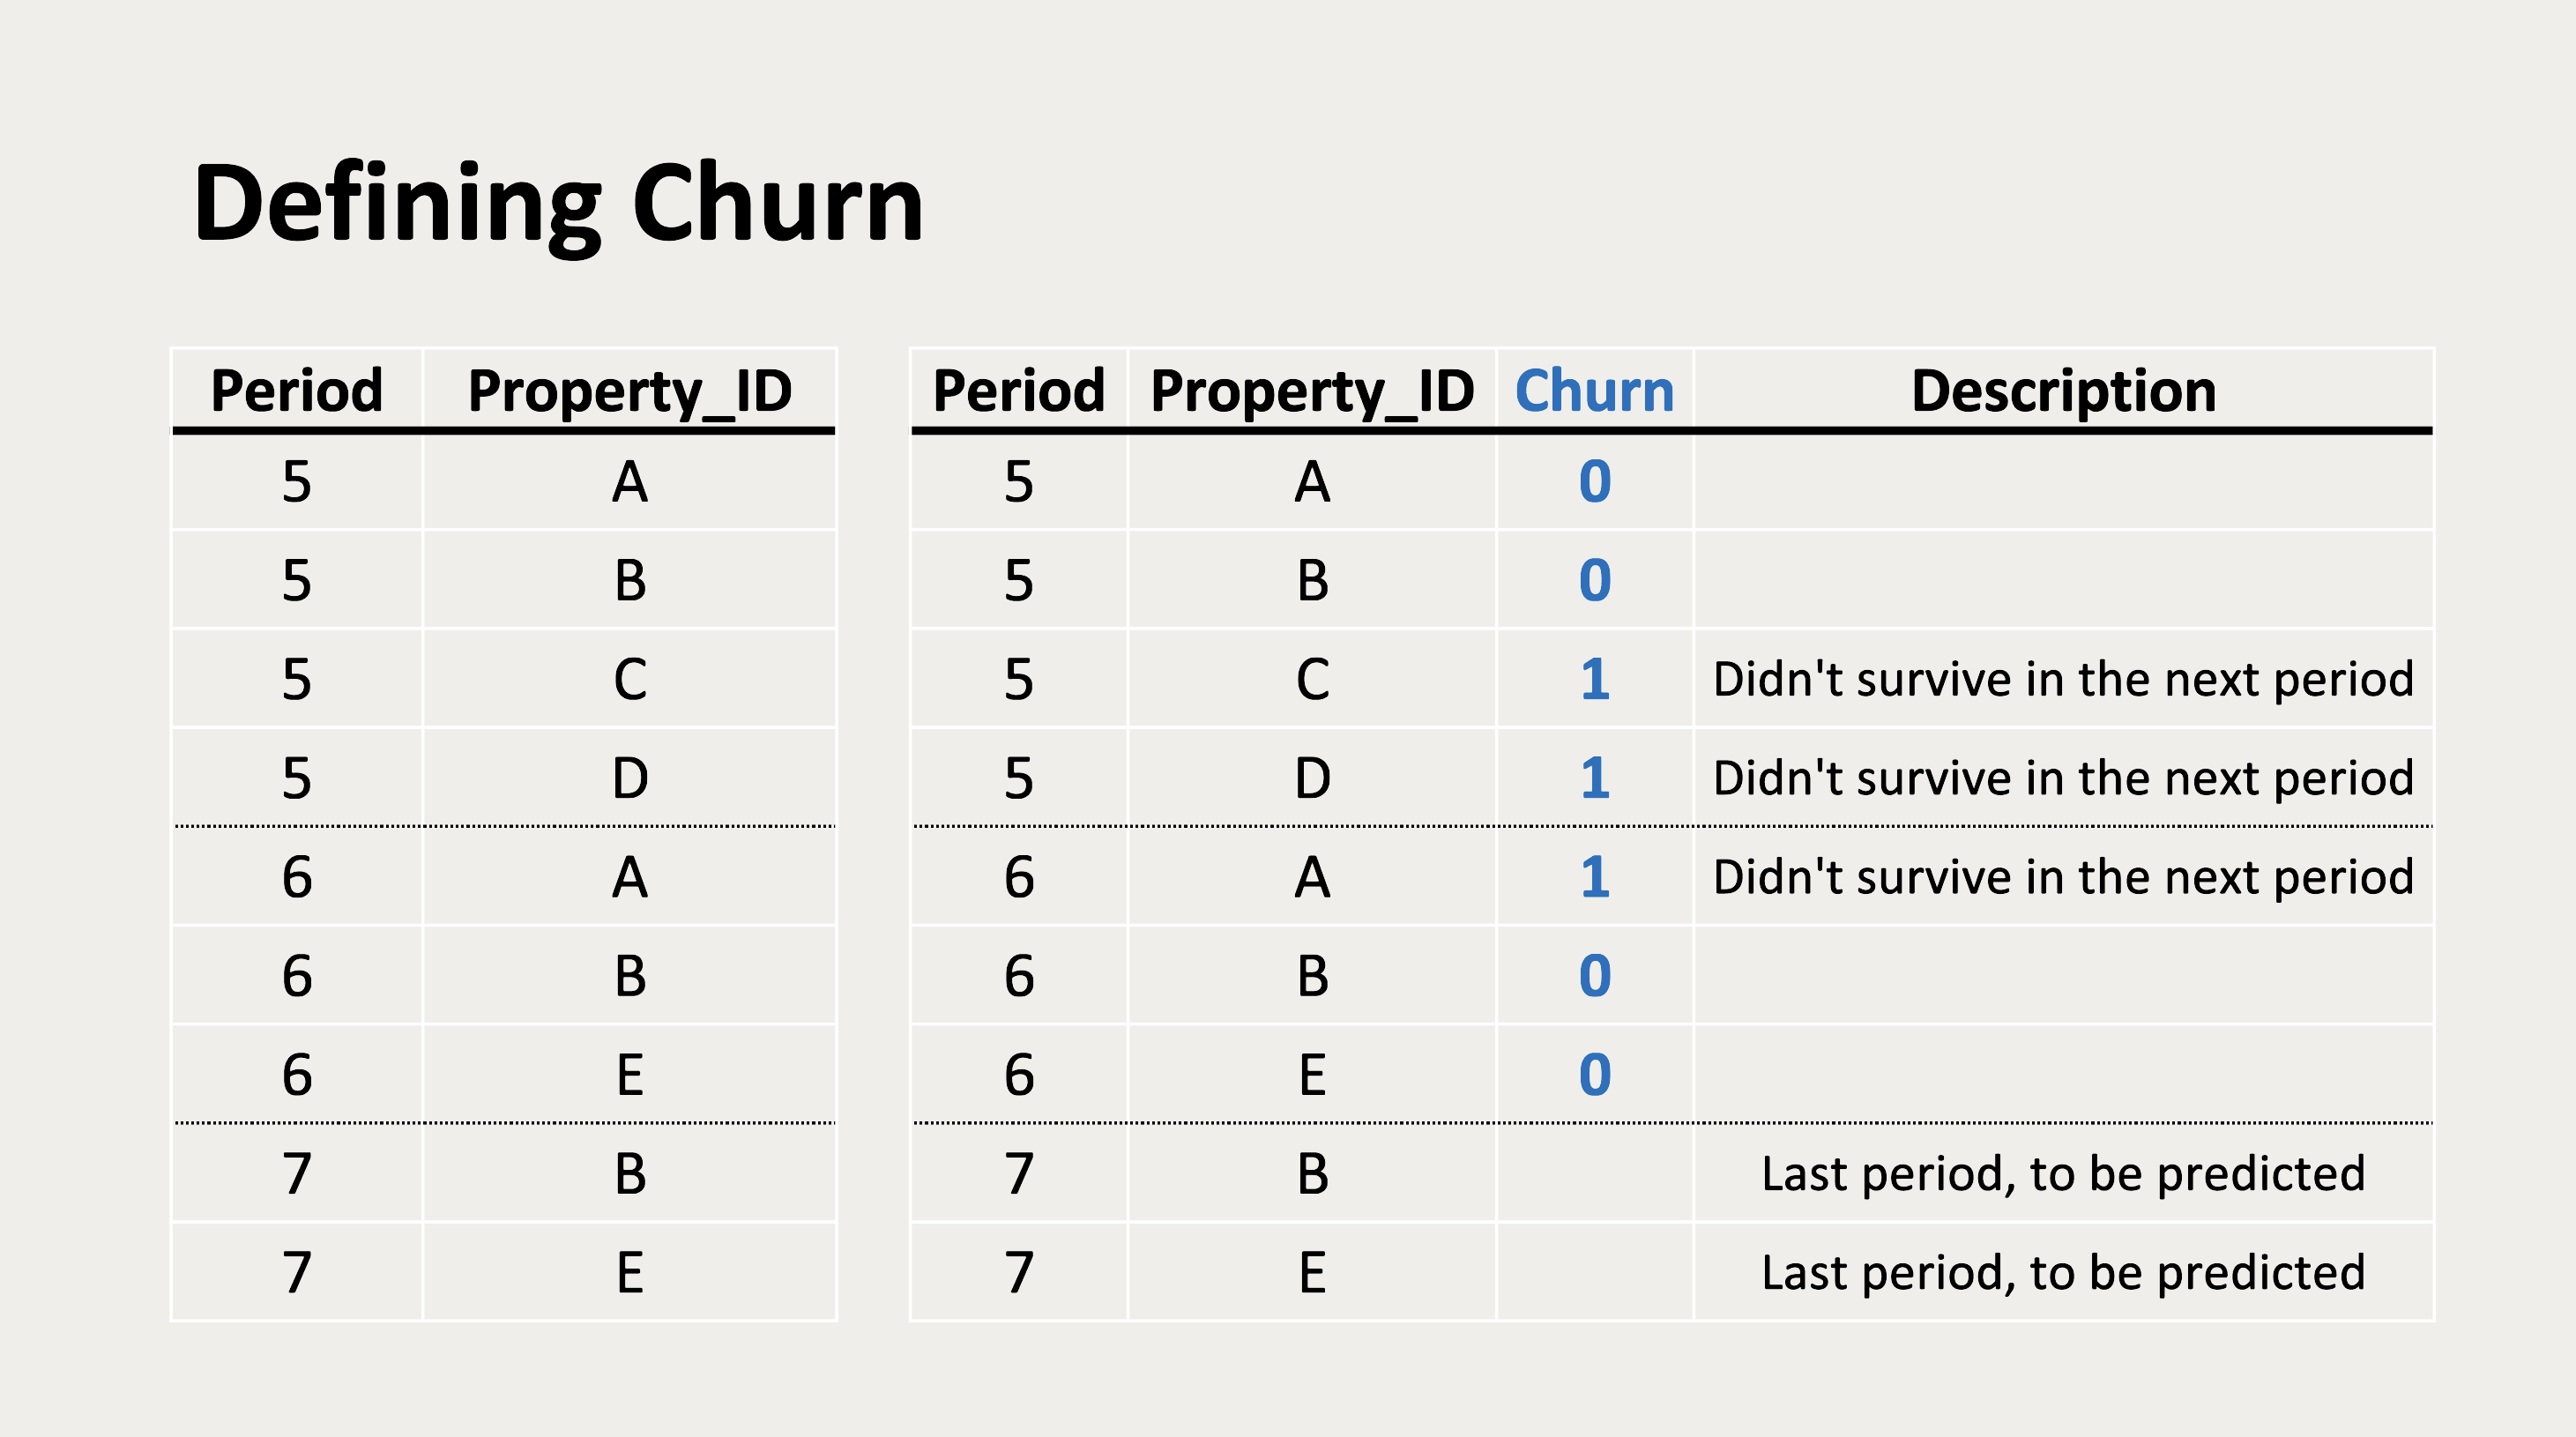 Defining Churn
Period Property_ID
5 A
5 B
5 C
5 D
6 A
6 B
6 E
7 B
7 E
Period Property_ID Churn Description
5 A 0
5 B 0
5 C 1 Didn't survive in the next period
5 D 1 Didn't survive in the next period
6 A 1 Didn't survive in the next period
6 B 0
6 E 0
7 B Last period, to be predicted
7 E Last period, to be predicted